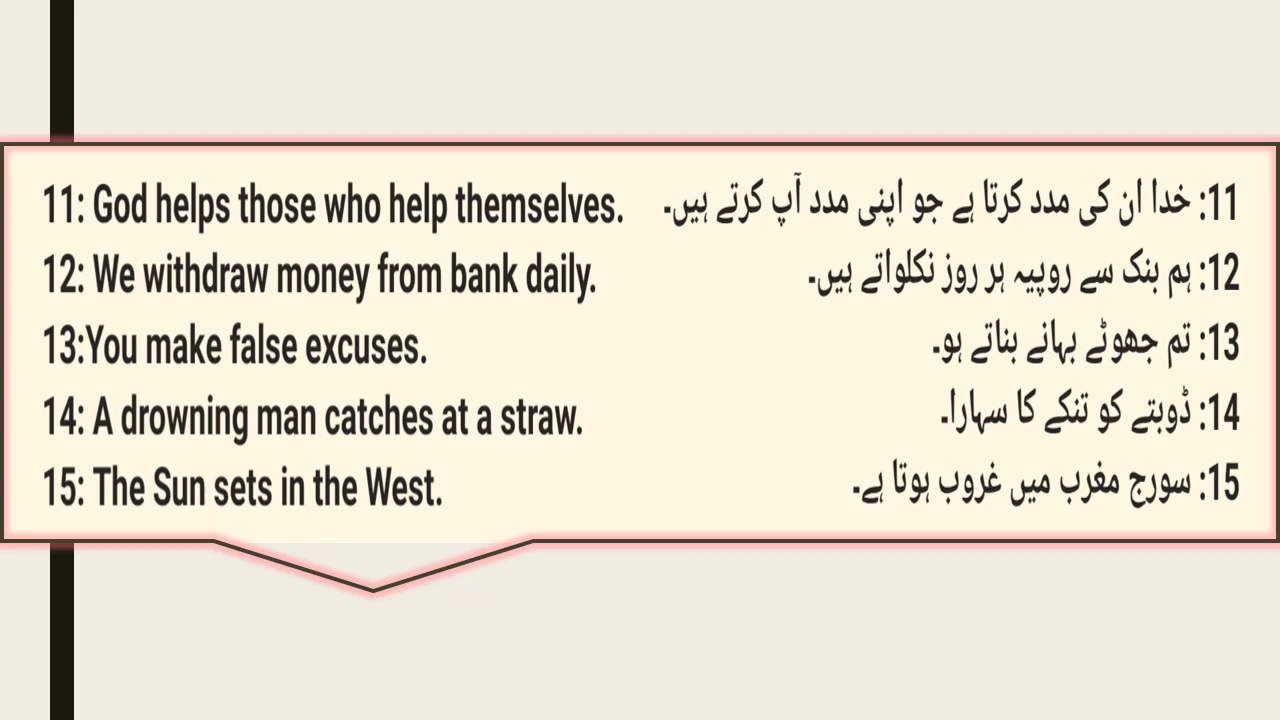 11: God helps those who help themselves. 11: خدا ان کی مدد کرتا ہے جو اپنی مدد آپ کرتے ہیں۔
12: We withdraw money from bank daily. 12: ہم بنک سے روپیہ ہر روز نکلواتے ہیں۔
13:You make false excuses. 13: تم جھوٹے بہانے بناتے ہو۔
14: A drowning man catches at a straw. 14: ڈوبتے کو تنکے کا سہارا۔
15: The Sun sets in the West. 15: سورج مغرب میں غروب ہوتا ہے۔